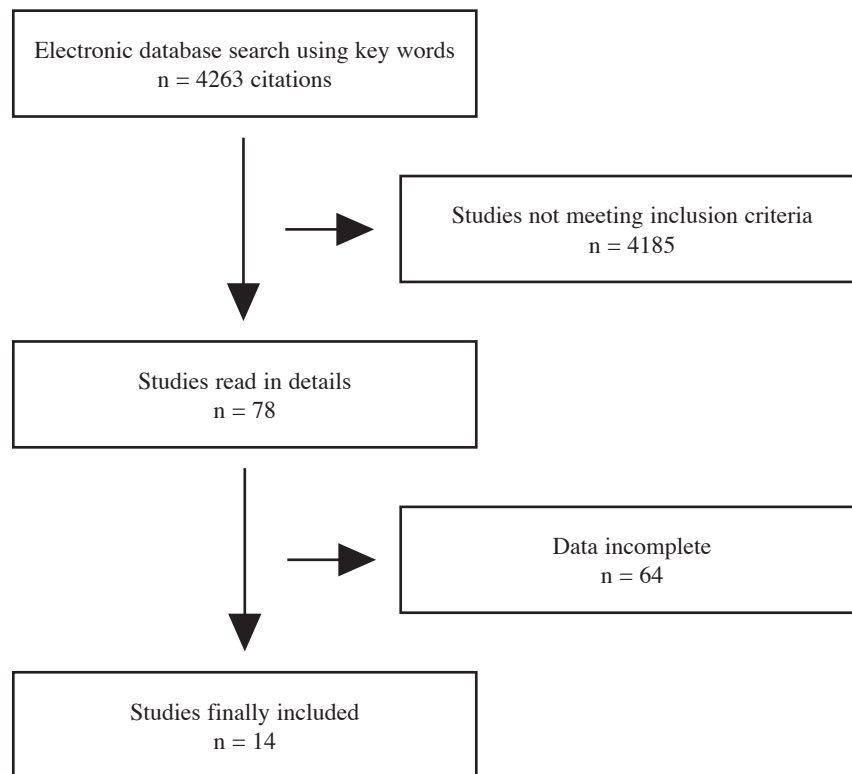 Electronic database search using key words
n = 4263 citations
Studies not meeting inclusion criteria
n = 4185
Studies read in details
n = 78
Data incomplete
n = 64
Studies finally included
n = 14